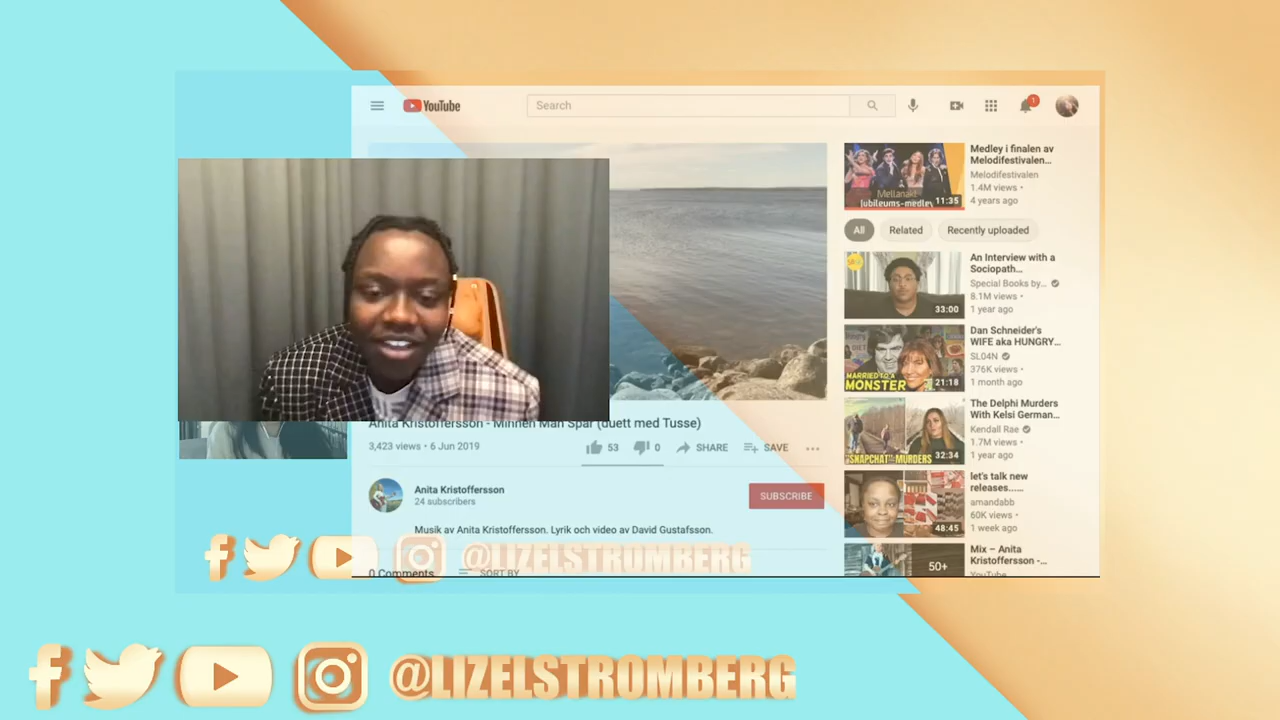 YouTube
Search
1
Medley i finalen av
Melodifestivalen...
Melodifestivalen
1.4M views •
4 years ago
Mellanakt
Jubileums-medley
11:35
All
Related
Recently uploaded
An Interview with a
Sociopath...
Special Books by...
8.1M views •
1 year ago
33:00
Dan Schneider's
WIFE aka HUNGRY...
SL04N
376K views •
1 month ago
MARRIED TO A
MONSTER
21:18
The Delphi Murders
With Kelsi German...
Kendall Rae
1.7M views •
1 year ago
"SNAPCHAT" MURDERS
32:34
let's talk new
releases......
amandabb
60K views •
1 week ago
48:45
Mix – Anita
Kristoffersson -...
YouTube
50+
Anita Kristoffersson - Minnen Man Spar (duett med Tusse)
3,423 views • 6 Jun 2019
53
0
SHARE
SAVE
Anita Kristoffersson
24 subscribers
SUBSCRIBE
Musik av Anita Kristoffersson. Lyrik och video av David Gustafsson.
0 Comments
SORT BY
@LIZELSTROMBERG
@LIZELSTROMBERG